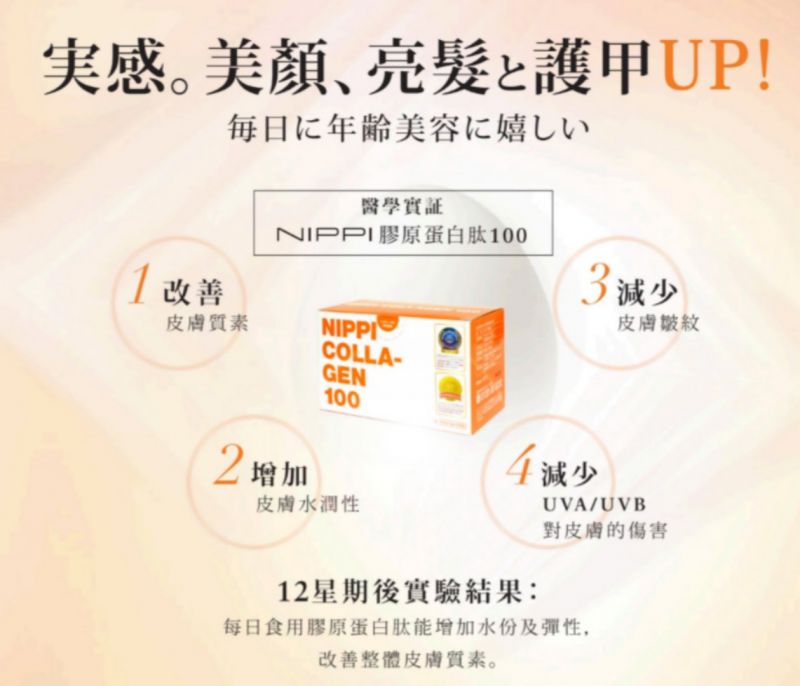 実感。美顏、亮髮と護甲UP!
毎日に年齢美容に嬉しい
醫學實証
NIPPI膠原蛋白肽100
1 改善
皮膚質素
3 減少
皮膚皺紋
NIPPI
COLLA-
GEN
100
2 增加
皮膚水潤性
4 減少
UVA/UVB
對皮膚的傷害
12星期後實驗結果：
每日食用膠原蛋白肽能增加水份及彈性，
改善整體皮膚質素。